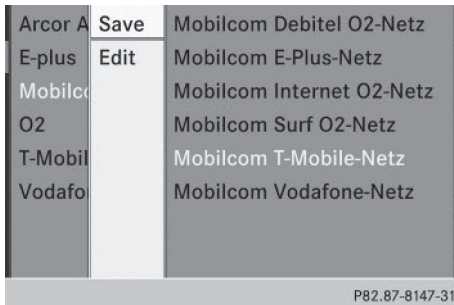 Arcor A Save Mobilcom Debitel O2-Netz
E-plus Edit Mobilcom E-Plus-Netz
Mobilco Mobilcom Internet O2-Netz
O2 Mobilcom Surf O2-Netz
T-Mobil Mobilcom T-Mobile-Netz
Vodafo Mobilcom Vodafone-Netz
P82.87-8147-31